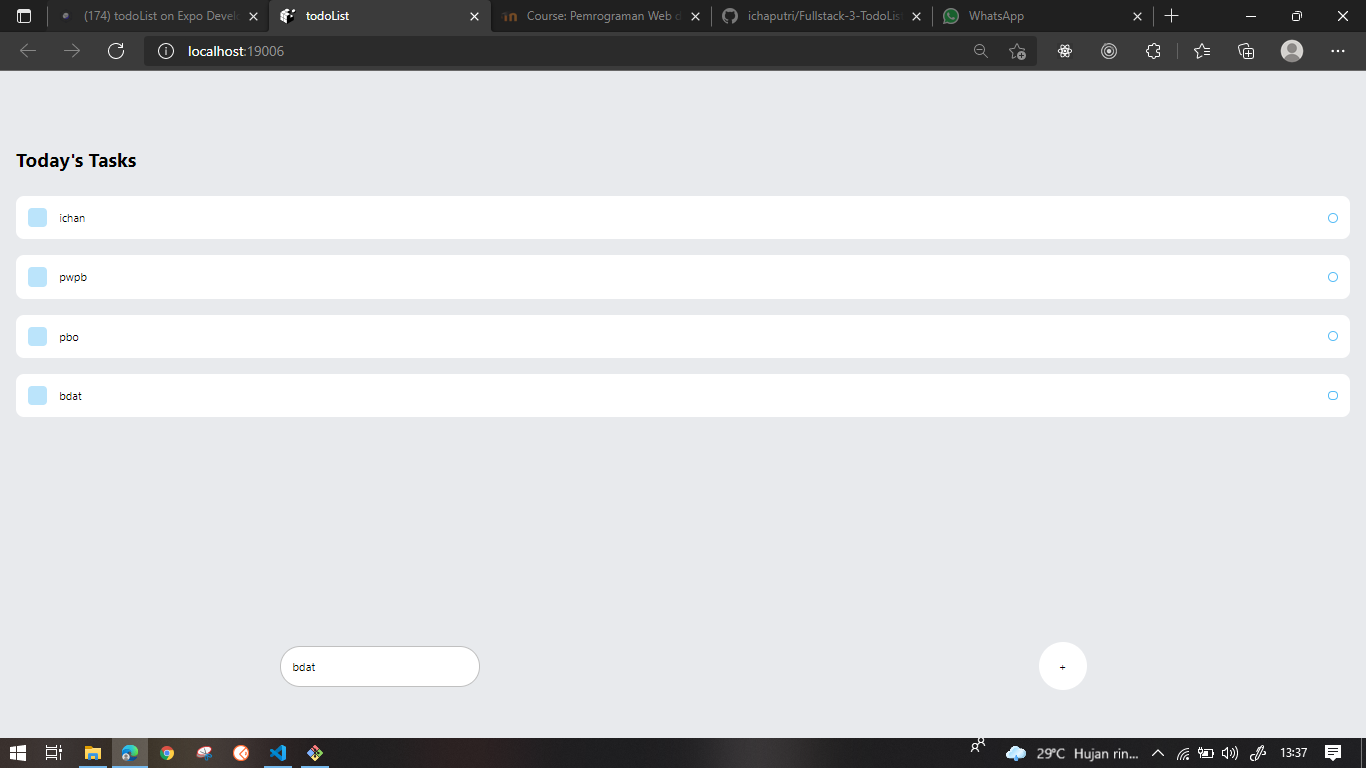 (174) todoList on Expo Devel
todoList
Course: Pemrograman Web d
ichaputri/Fullstack-3-TodoLis
WhatsApp
localhost:19006
Today's Tasks
ichan
pwpb
pbo
bdat
bdat
+
29°C Hujan rin...
13:37